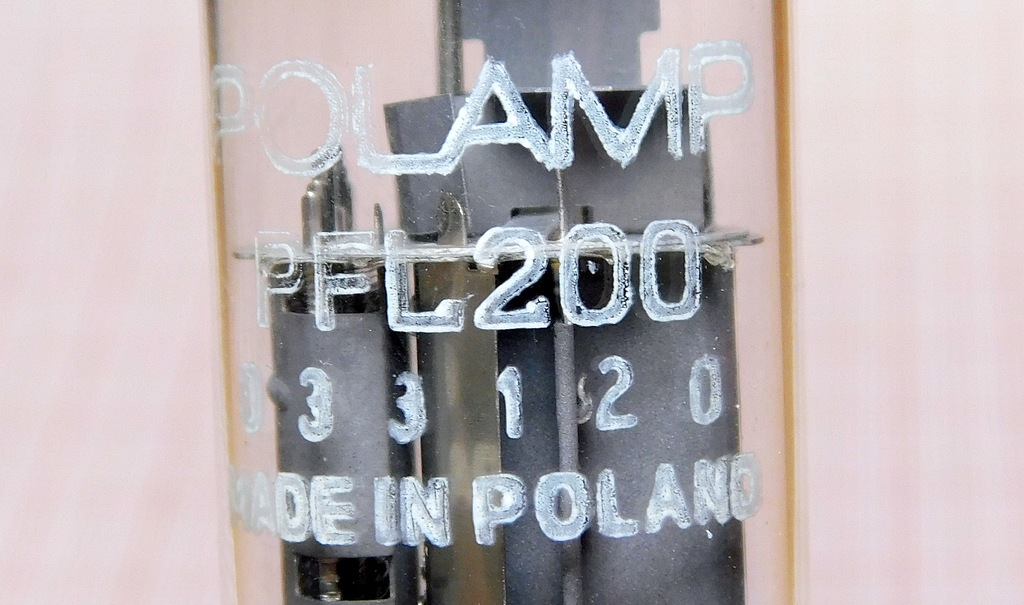 POLAMP
PFL200
0 3 3 1 2 0
MADE IN POLAND